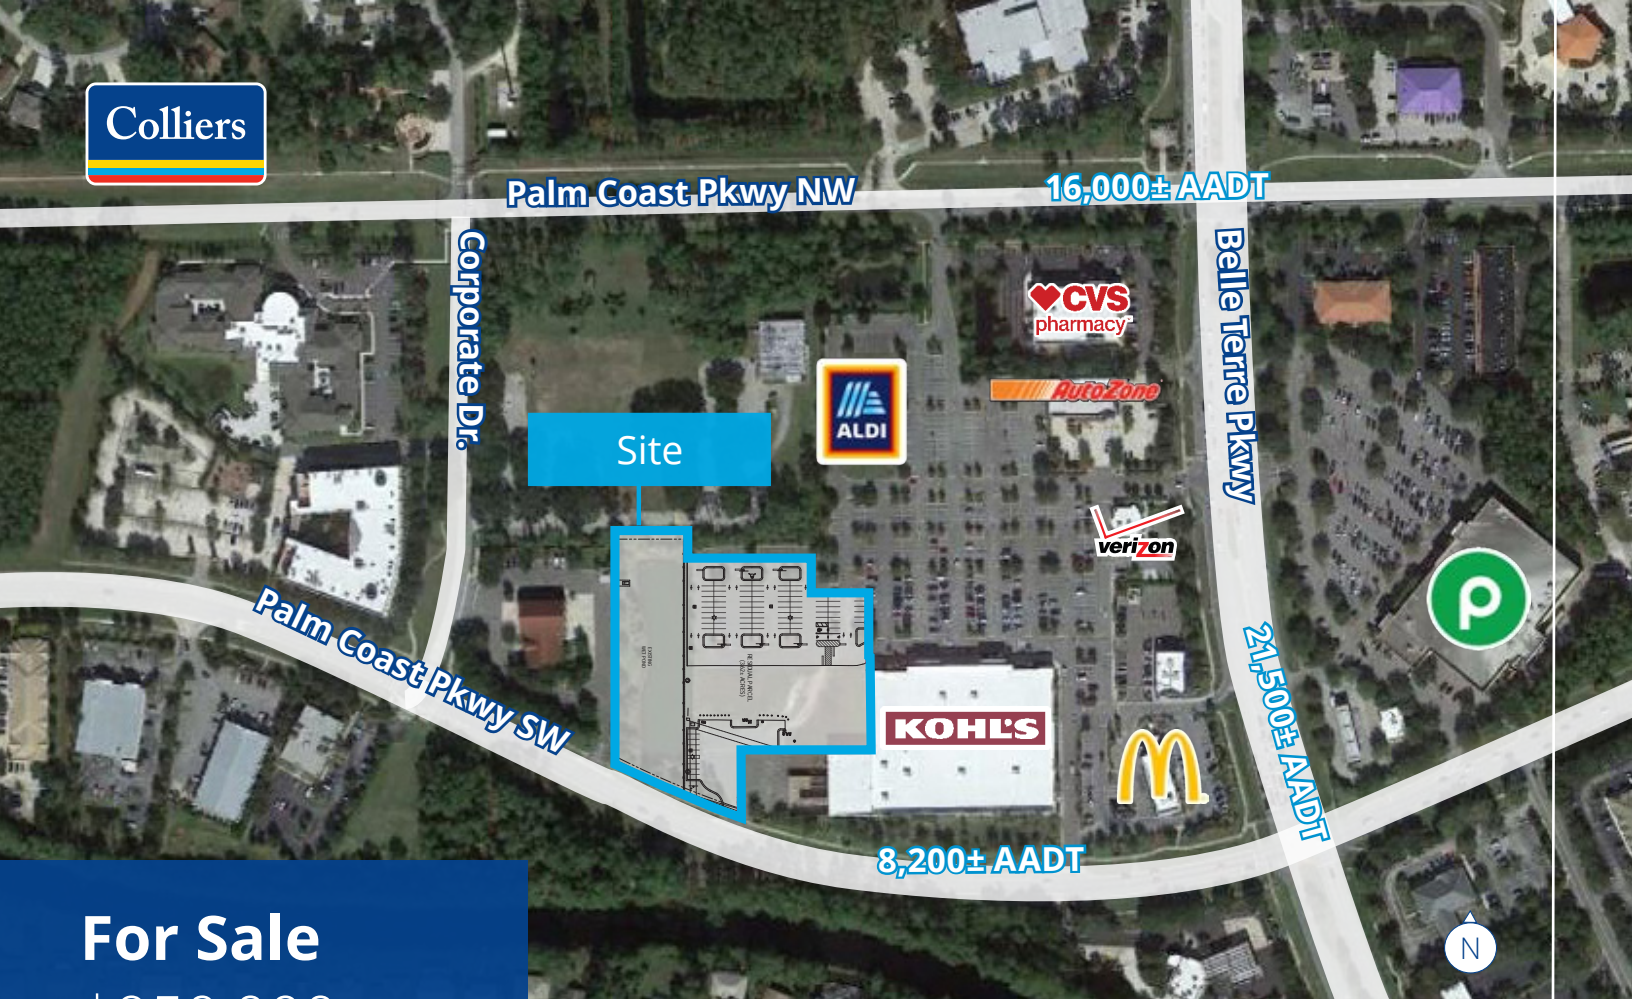 Colliers
Palm Coast Pkwy NW
16,000± AADT
Corporate Dr.
Belle Terre Pkwy
CVS
pharmacy
AutoZone
ALDI
Site
verizon
Palm Coast Pkwy SW
KOHL'S
21,500± AADT
8,200± AADT
For Sale
N